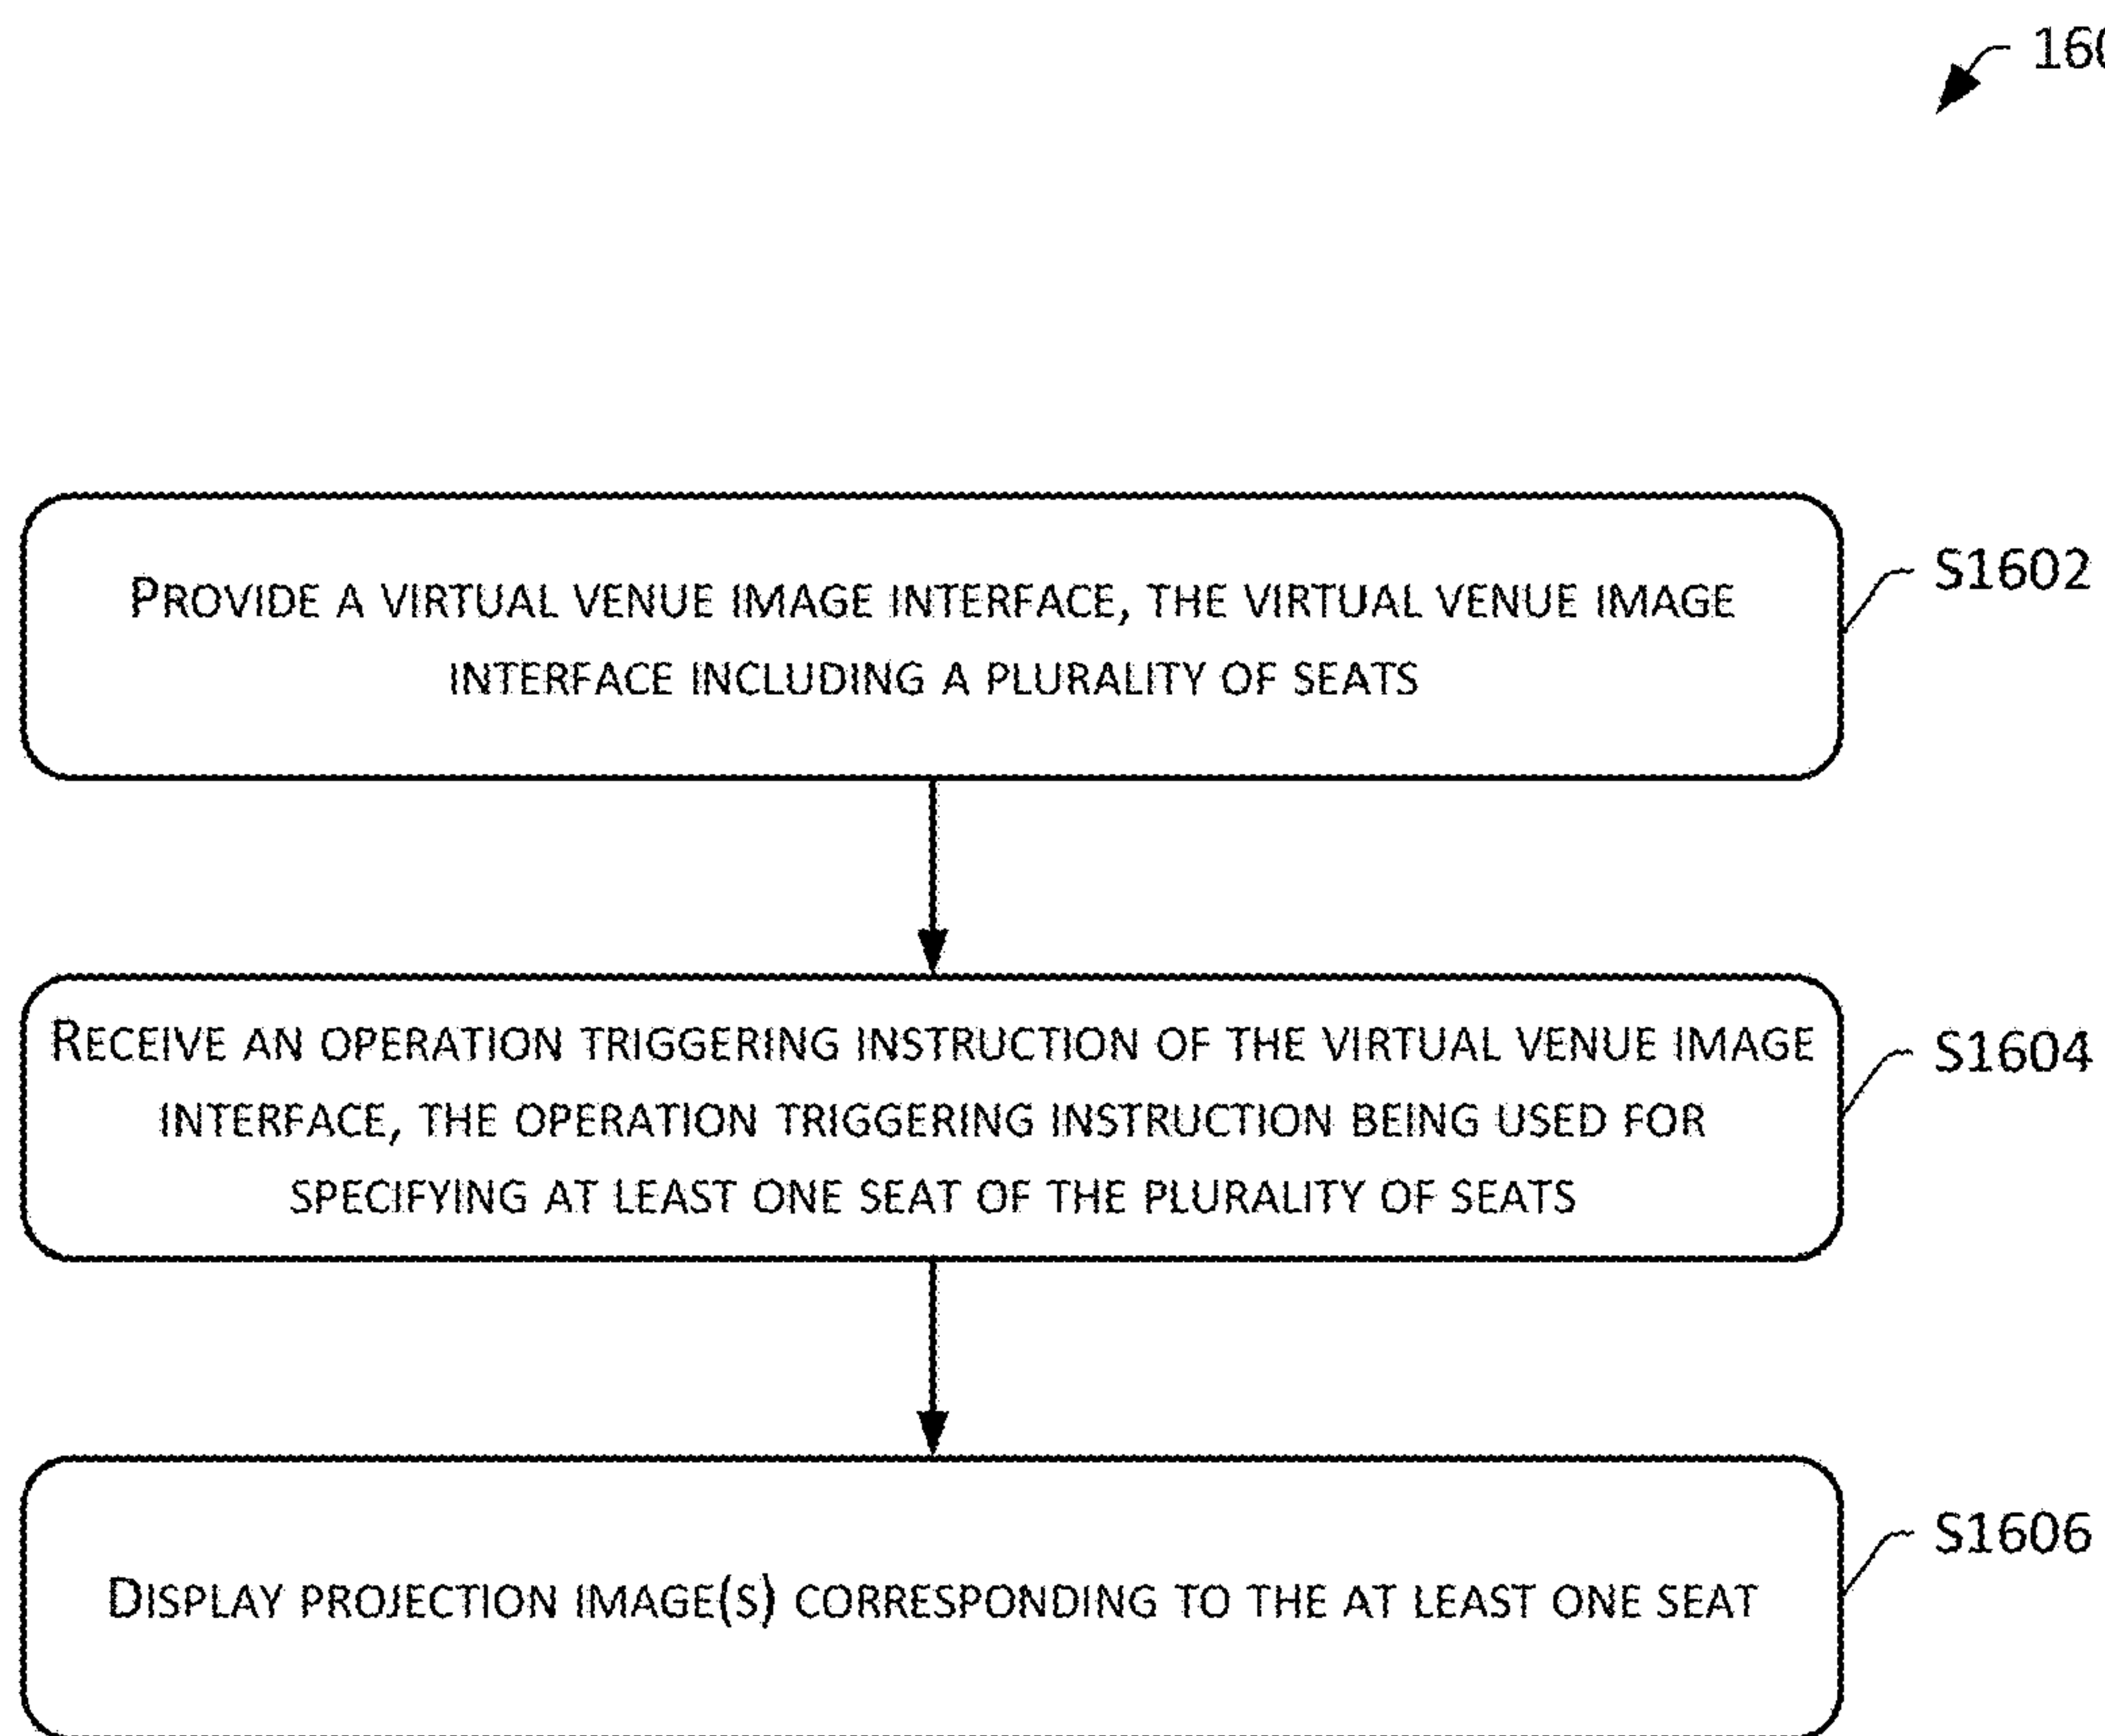 PROVIDE A VIRTUAL VENUE IMAGE INTERFACE, THE VIRTUAL VENUE IMAGE
INTERFACE INCLUDING A PLURALITY OF SEATS
S1602
RECEIVE AN OPERATION TRIGGERING INSTRUCTION OF THE VIRTUAL VENUE IMAGE
INTERFACE, THE OPERATION TRIGGERING INSTRUCTION BEING USED FOR
SPECIFYING AT LEAST ONE SEAT OF THE PLURALITY OF SEATS
S1604
DISPLAY PROJECTION IMAGE(S) CORRESPONDING TO THE AT LEAST ONE SEAT
S1606